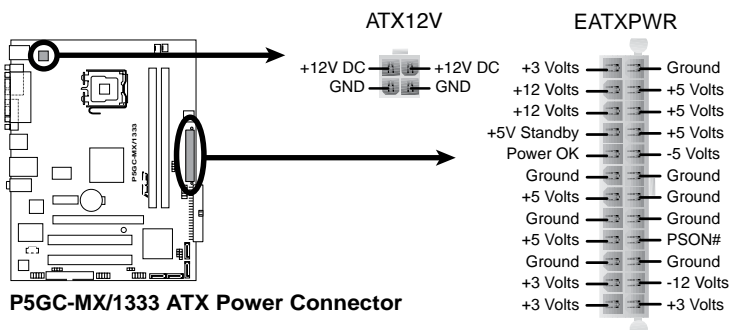 ATX12V
+12V DC +12V DC
GND GND
EATXPWR
+3 Volts Ground
+12 Volts +5 Volts
+12 Volts +5 Volts
+5V Standby +5 Volts
Power OK -5 Volts
Ground Ground
+5 Volts Ground
Ground Ground
+5 Volts PSON#
Ground Ground
+3 Volts -12 Volts
+3 Volts +3 Volts
P5GC-MX/1333
P5GC-MX/1333 ATX Power Connector